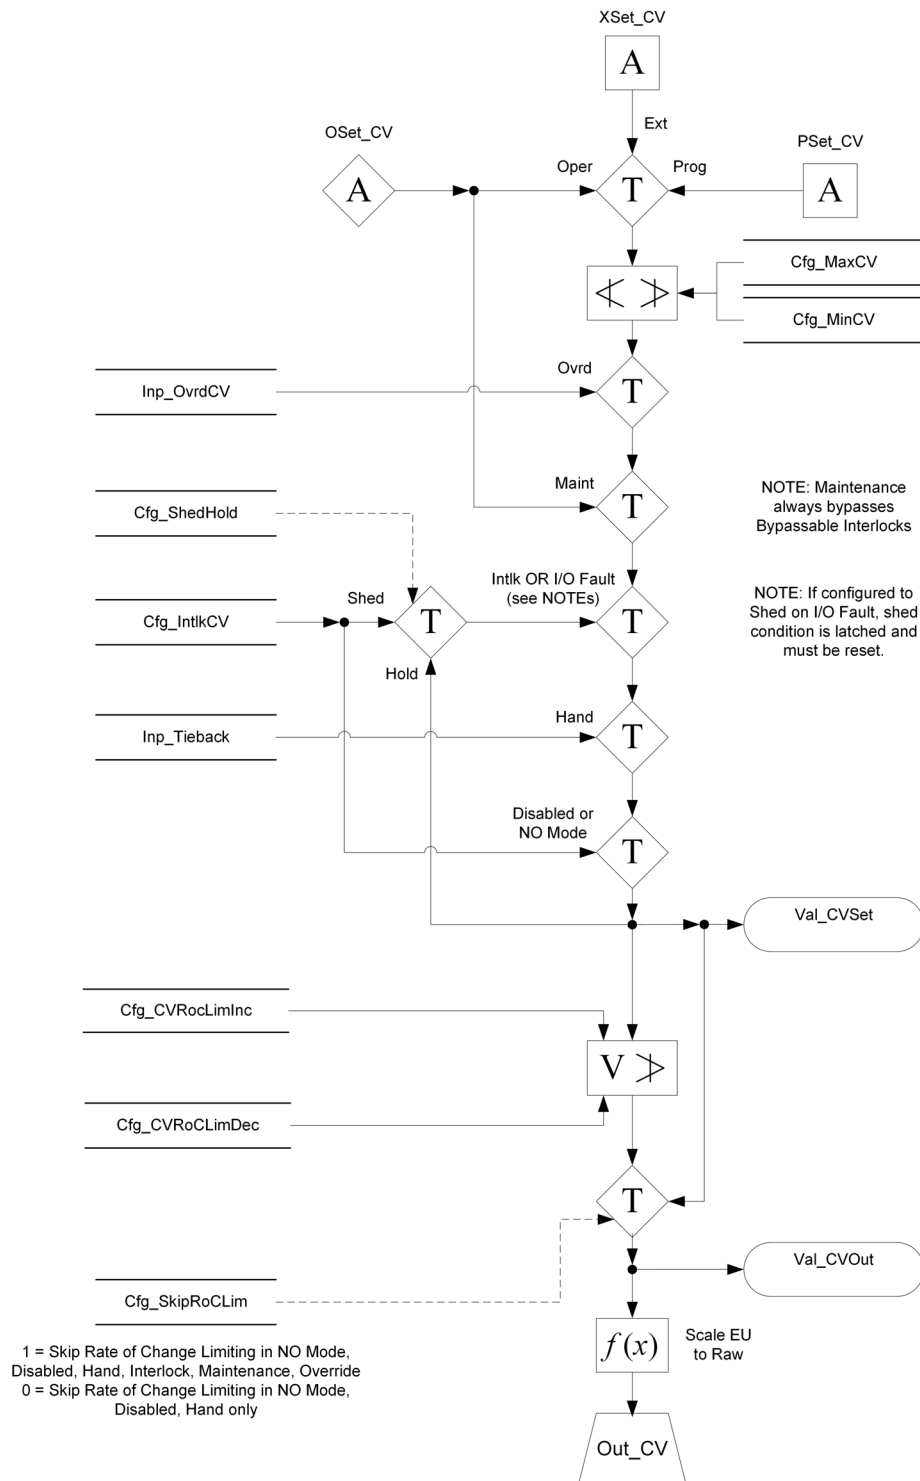 XSet_CV
A
Ext
OSet_CV
PSet_CV
Oper
Prog
A
T
A
Cfg_MaxCV
≮ ≯
Cfg_MinCV
Ovrd
Inp_OvrdCV
T
Maint
Cfg_ShedHold
T
NOTE: Maintenance
always bypasses
Bypassable Interlocks
Intlk OR I/O Fault
(see NOTEs)
Shed
Cfg_IntlkCV
T
T
NOTE: If configured to
Shed on I/O Fault, shed
condition is latched and
must be reset.
Hold
Hand
Inp_Tieback
T
Disabled or
NO Mode
T
Val_CVSet
Cfg_CVRocLimInc
V ≯
Cfg_CVRoCLimDec
T
Val_CVOut
Cfg_SkipRoCLim
f(x)
Scale EU
to Raw
1 = Skip Rate of Change Limiting in NO Mode,
Disabled, Hand, Interlock, Maintenance, Override
0 = Skip Rate of Change Limiting in NO Mode,
Disabled, Hand only
Out_CV